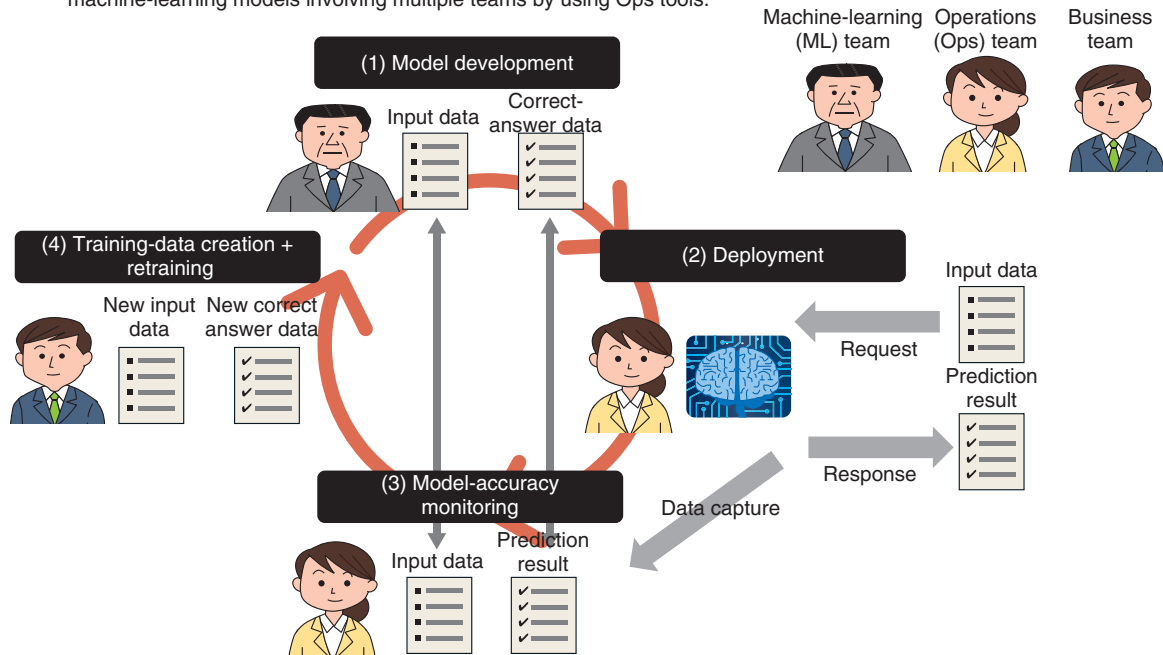 machine-learning models involving multiple teams by using Ops tools.
Machine-learning
(ML) team
Operations
(Ops) team
Business
team
(1) Model development
Input data
Correct-
answer data
(4) Training-data creation +
retraining
New input
data
New correct
answer data
(2) Deployment
Input data
Request
Prediction
result
Response
Data capture
(3) Model-accuracy
monitoring
Input data
Prediction
result